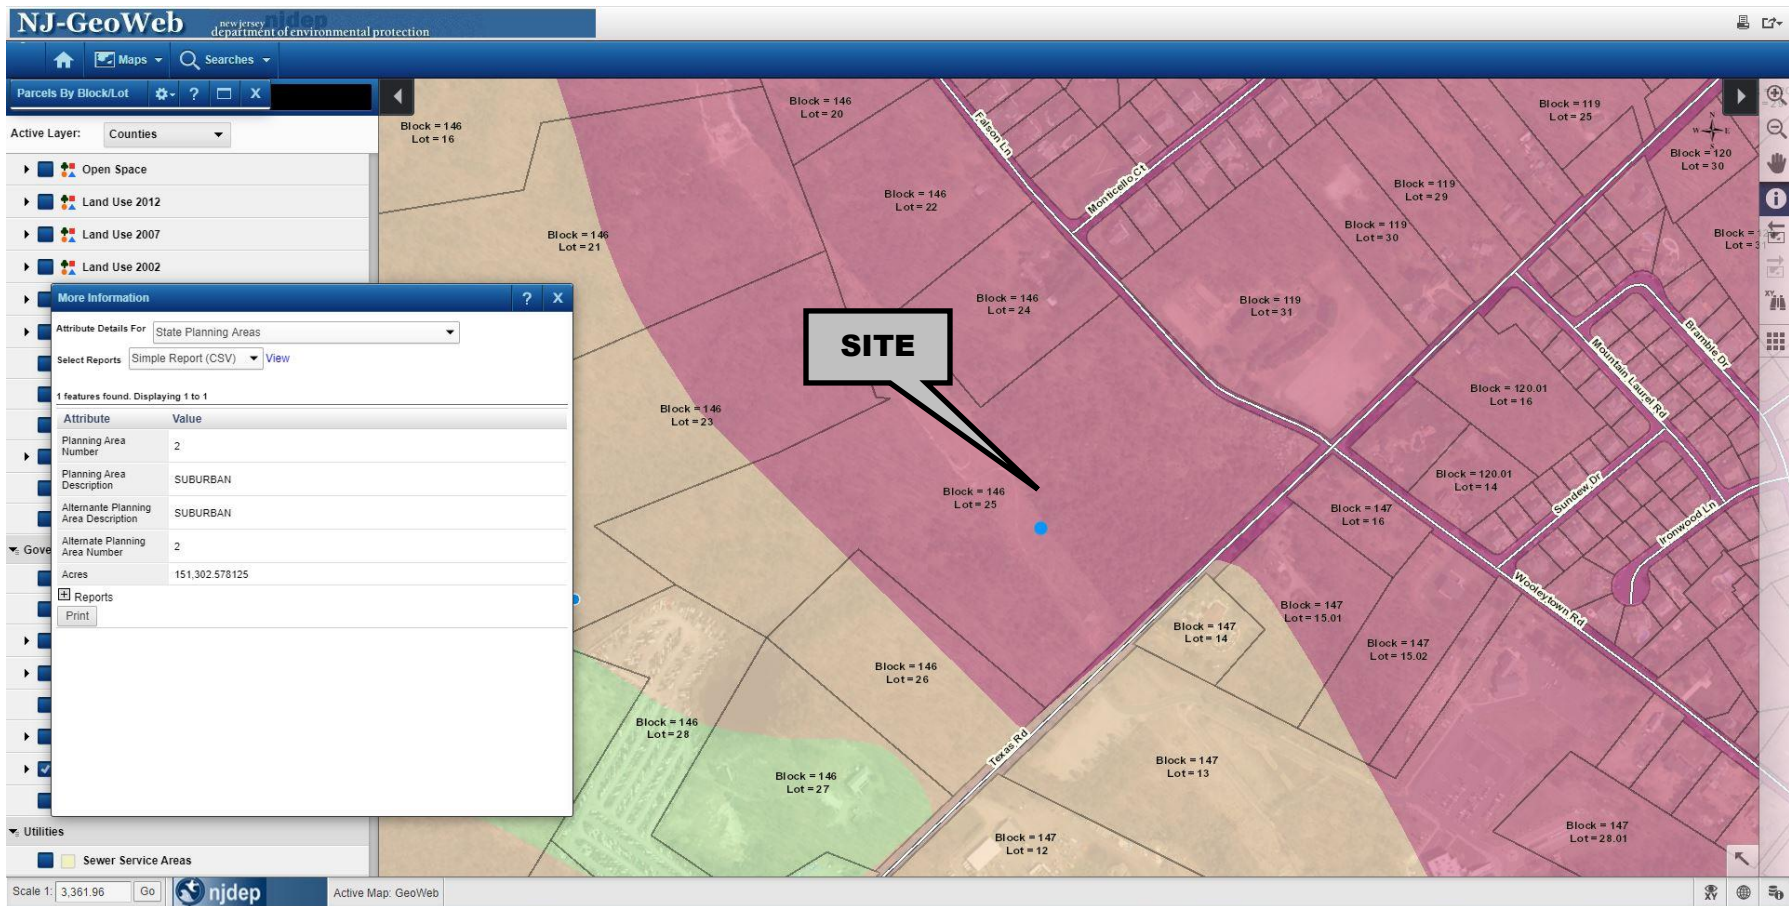 NJ-GeoWeb
new jersey njdep
department of environmental protection
Maps
Searches
Parcels By Block/Lot
?
X
Active Layer:
Counties
Open Space
Land Use 2012
Land Use 2007
Land Use 2002
More Information
?
X
Attribute Details For
State Planning Areas
Select Reports
Simple Report (CSV)
View
1 features found. Displaying 1 to 1
Attribute Value
Planning Area
Number
2
Planning Area
Description
SUBURBAN
Alternante Planning
Area Description
SUBURBAN
Alternate Planning
Area Number
2
Acres
151,302.578125
Reports
Print
Gove
Utilities
Sewer Service Areas
Scale 1:
3,361.96
Go
njdep
Active Map: GeoWeb
Block = 146
Lot = 16
Block = 146
Lot = 20
Falson Ln
Monticello Ct
Block = 119
Lot = 25
N
W
E
S
Block = 120
Lot = 30
Block = 146
Lot = 22
Block = 119
Lot = 29
Block = 119
Lot = 30
Block = 146
Lot = 21
Block = 146
Lot = 24
Block = 119
Lot = 31
SITE
Bramble Dr
Mountain Laurel Rd
Block = 146
Lot = 23
Block = 120.01
Lot = 16
Block = 146
Lot = 25
Block = 120.01
Lot = 14
Block = 147
Lot = 16
Sundew Dr
Ironwood Ln
Wooleytown Rd
Block = 147
Lot = 14
Block = 147
Lot = 15.01
Block = 147
Lot = 15.02
Block = 146
Lot = 26
Block = 146
Lot = 28
Texas Rd
Block = 146
Lot = 27
Block = 147
Lot = 13
Block = 147
Lot = 12
Block = 147
Lot = 28.01
XY
XY